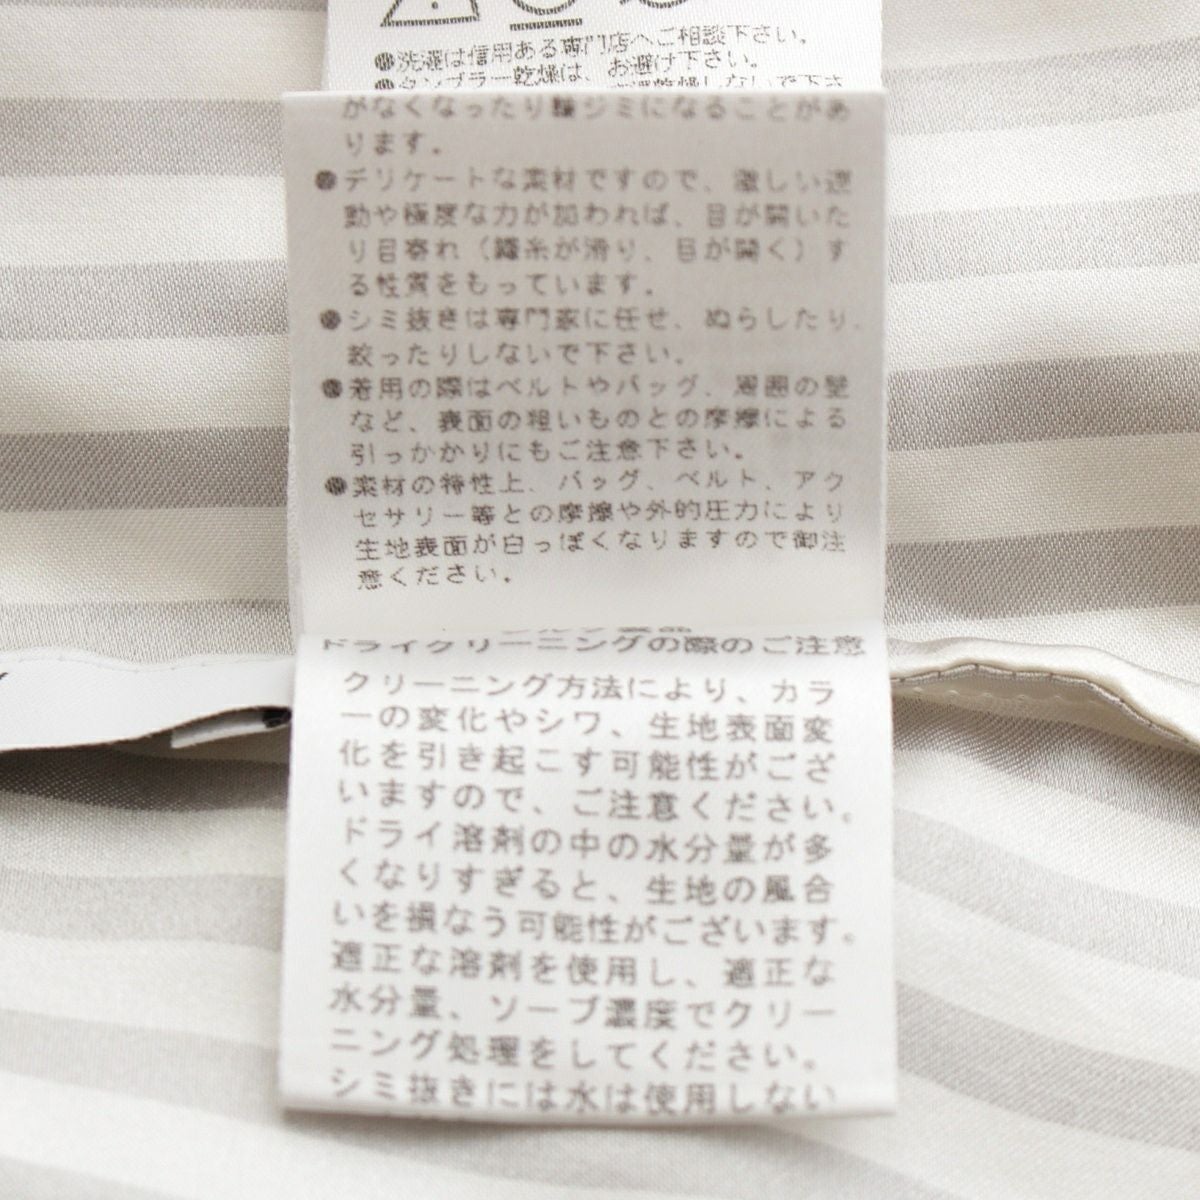 ●洗濯は信用ある専門店へご相談下さい。
●タンブラー乾燥は、お避け下さい。
がなくなったり輪ジミになることがあ
ります。
●デリケートな素材ですので、激しい運
動や極度な力が加われば、目が開いた
り目寄れ（縫糸が滑り、目が開く）す
る性質をもっています。
●シミ抜きは専門家に任せ、ぬらしたり、
絞ったりしないで下さい。
●着用の際はベルトやバッグ、周囲の壁
など、表面の粗いものとの摩擦による
引っかかりにもご注意下さい。
●素材の特性上、バッグ、ベルト、アク
セサリー等との摩擦や外的圧力により
生地表面が白っぽくなりますので御注
意ください。
ドライクリーニングの際のご注意
クリーニング方法により、カラ
ーの変化やシワ、生地表面変
化を引き起こす可能性がござ
いますので、ご注意ください。
ドライ溶剤の中の水分量が多
くなりすぎると、生地の風合
いを損なう可能性がございます。
適正な溶剤を使用し、適正な
水分量、ソープ濃度でクリー
ニング処理をしてください。
シミ抜きには水は使用しない